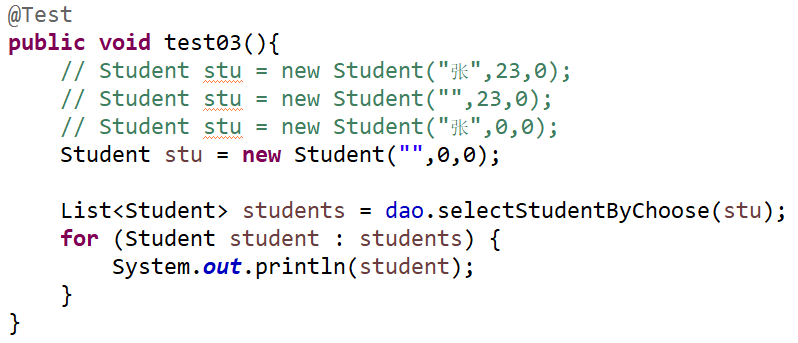 @Test
public void test03(){
    // Student stu = new Student("张",23,0);
    // Student stu = new Student("",23,0);
    // Student stu = new Student("张",0,0);
    Student stu = new Student("",0,0);
    List<Student> students = dao.selectStudentByChoose(stu);
    for (Student student : students) {
        System.out.println(student);
    }
}